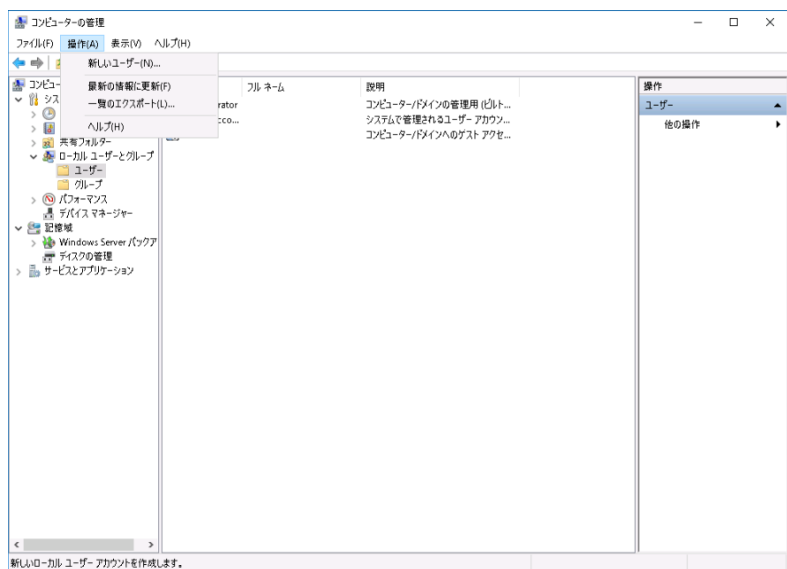 コンピューターの管理
ファイル(F) 操作(A) 表示(V) ヘルプ(H)
新しいユーザー(N)...
最新の情報に更新(F)
一覧のエクスポート(L)...
ヘルプ(H)
コンピュー
シス
共有フォルダー
ローカル ユーザーとグループ
ユーザー
グループ
パフォーマンス
デバイス マネージャー
記憶域
Windows Server バックア
ディスクの管理
サービスとアプリケーション
フル ネーム 説明
rator コンピューター/ドメインの管理用 (ビルト...
cco... システムで管理されるユーザー アカウン...
コンピューター/ドメインへのゲスト アクセ...
操作
ユーザー
他の操作
新しいローカル ユーザー アカウントを作成します。